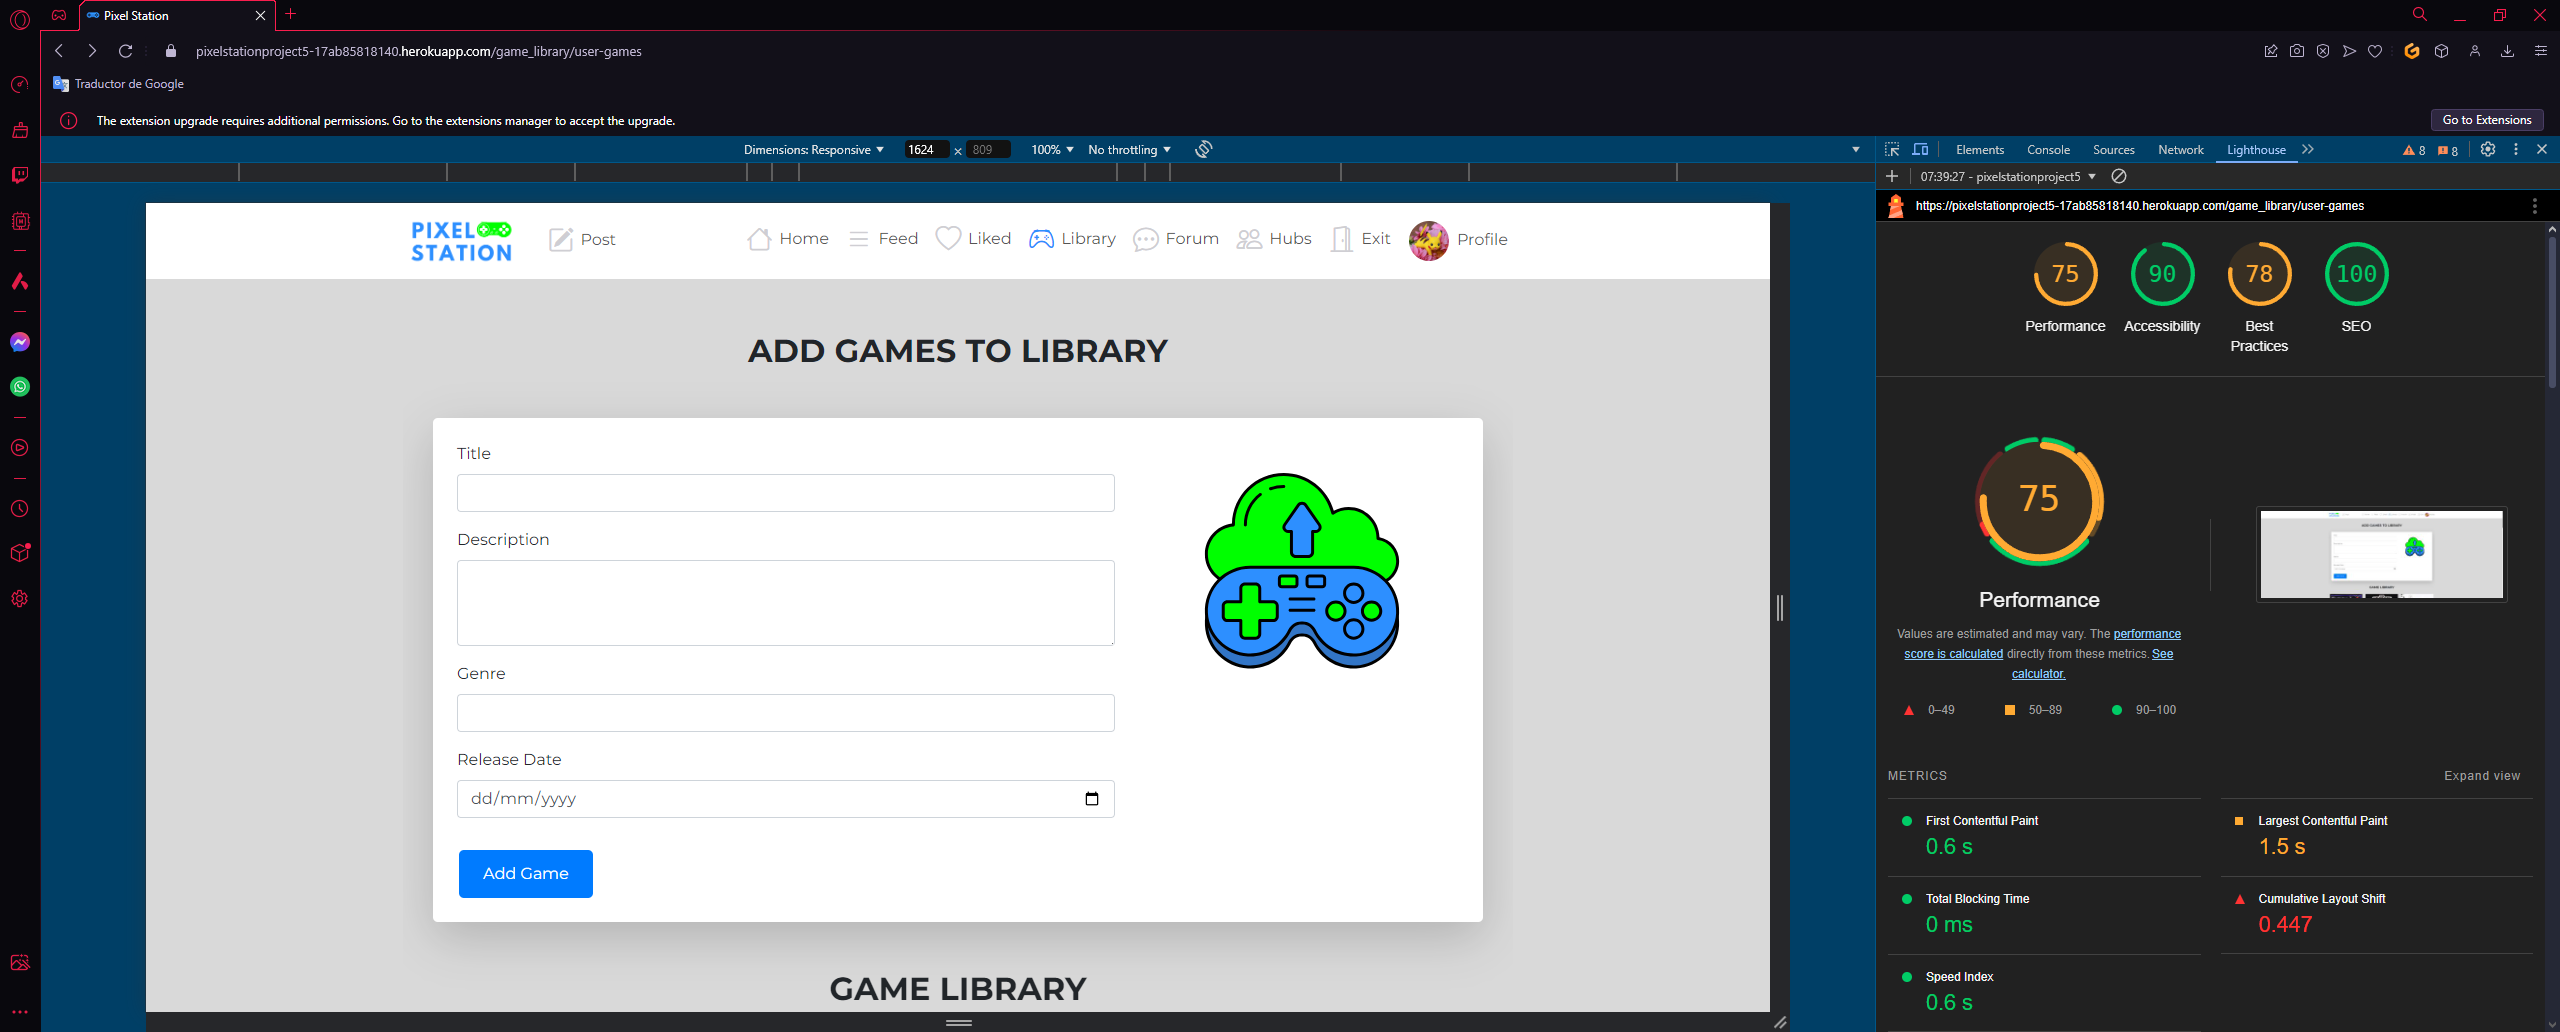 Pixel Station
pixelstationproject5-17ab85818140.herokuapp.com/game_library/user-games
Traductor de Google
The extension upgrade requires additional permissions. Go to the extensions manager to accept the upgrade.
Go to Extensions
Dimensions: Responsive
1624 × 809
100%
No throttling
Elements
Console
Sources
Network
Lighthouse
8
8
07:39:27 - pixelstationproject5
https://pixelstationproject5-17ab85818140.herokuapp.com/game_library/user-games
PIXEL
STATION
Post
Home
Feed
Liked
Library
Forum
Hubs
Exit
Profile
ADD GAMES TO LIBRARY
Title
Description
Genre
Release Date
dd/mm/yyyy
Add Game
GAME LIBRARY
75
90
78
100
Performance
Accessibility
Best
Practices
SEO
75
Performance
Values are estimated and may vary. The performance
score is calculated directly from these metrics. See
calculator.
0–49
50–89
90–100
METRICS
Expand view
First Contentful Paint
0.6 s
Largest Contentful Paint
1.5 s
Total Blocking Time
0 ms
Cumulative Layout Shift
0.447
Speed Index
0.6 s